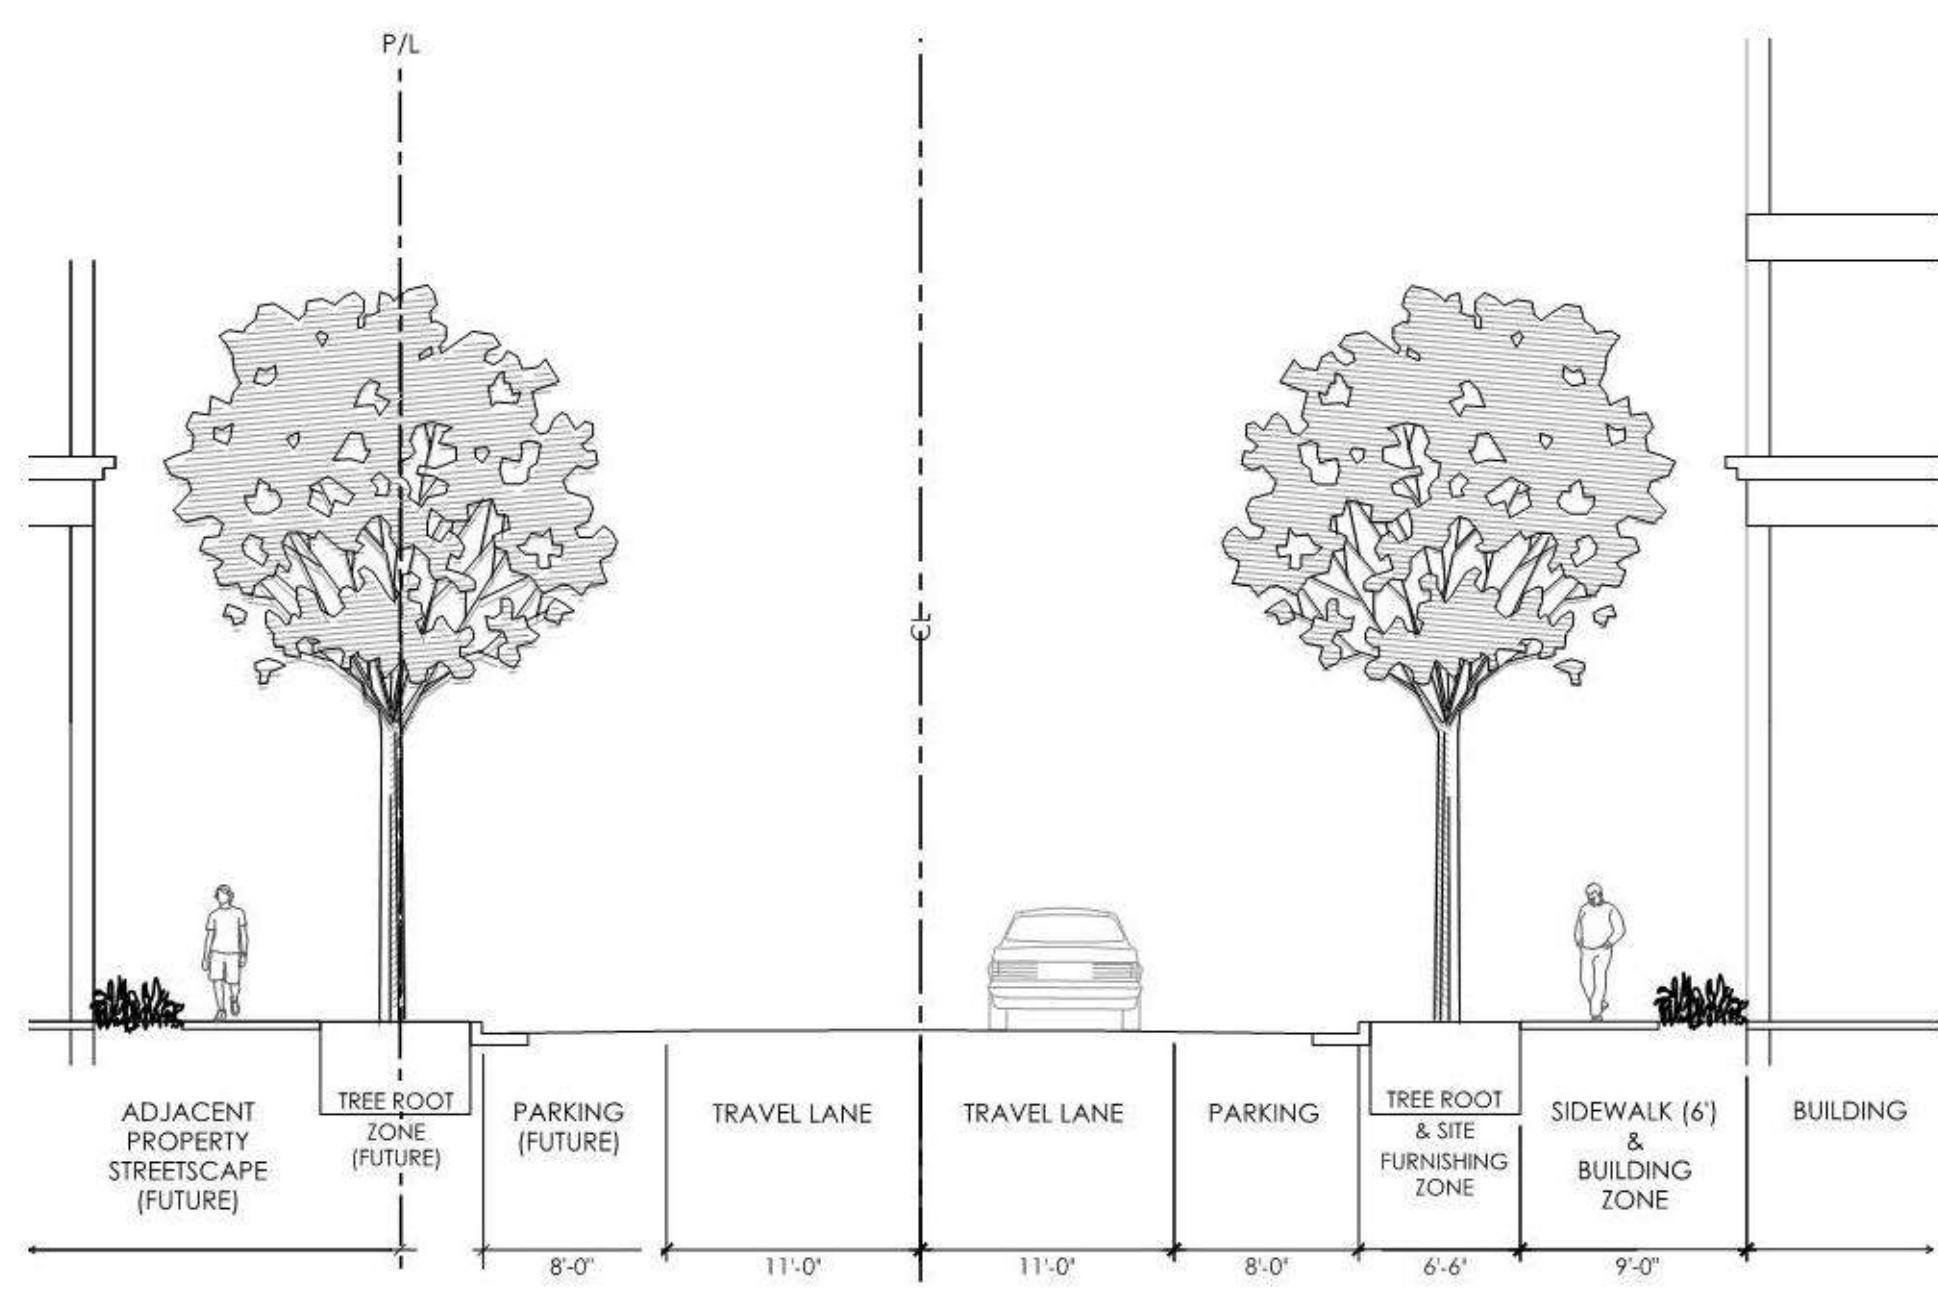 P/L
CL
ADJACENT
PROPERTY
STREETSCAPE
(FUTURE)
TREE ROOT
ZONE
(FUTURE)
PARKING
(FUTURE)
TRAVEL LANE
TRAVEL LANE
PARKING
TREE ROOT
& SITE
FURNISHING
ZONE
SIDEWALK (6')
&
BUILDING
ZONE
BUILDING
8'-0"
11'-0"
11'-0"
8'-0"
6'-6"
9'-0"